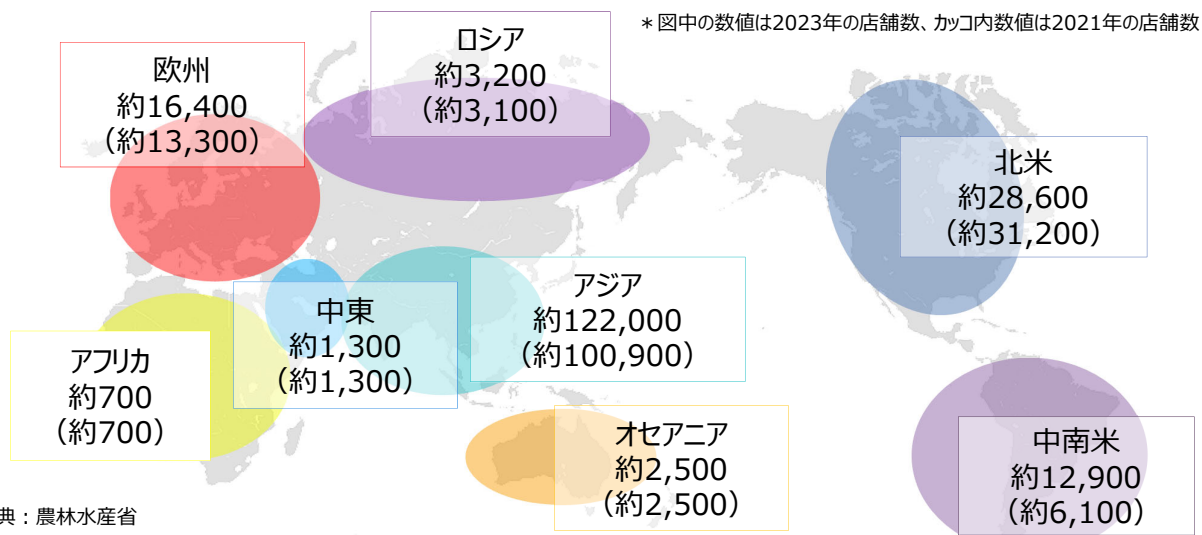 ＊図中の数値は2023年の店舗数、カッコ内数値は2021年の店舗数
欧州
約16,400
（約13,300）
ロシア
約3,200
（約3,100）
北米
約28,600
（約31,200）
中東
約1,300
（約1,300）
アジア
約122,000
（約100,900）
アフリカ
約700
（約700）
オセアニア
約2,500
（約2,500）
中南米
約12,900
（約6,100）
典：農林水産省